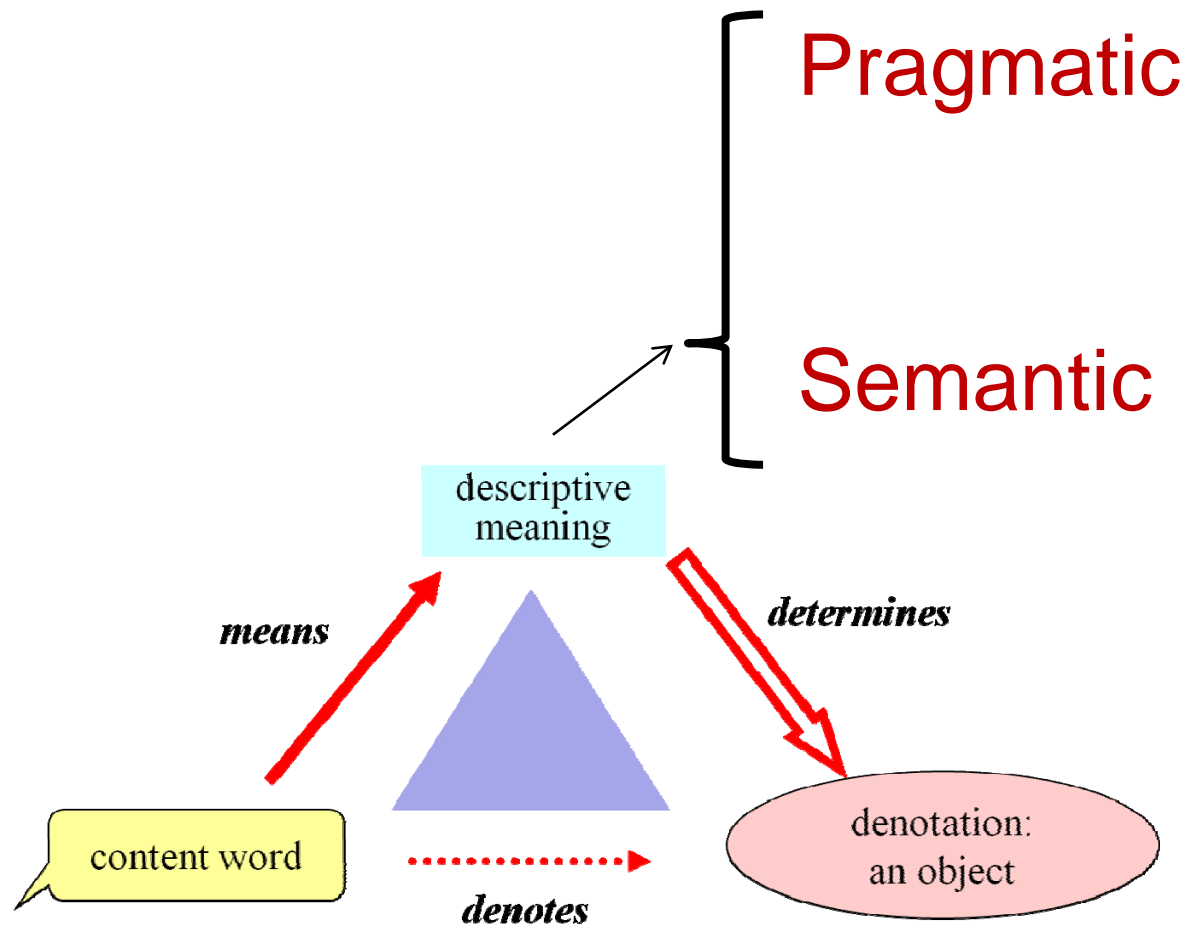 Pragmatic
Semantic
descriptive
meaning
means
determines
content word
denotation:
an object
denotes